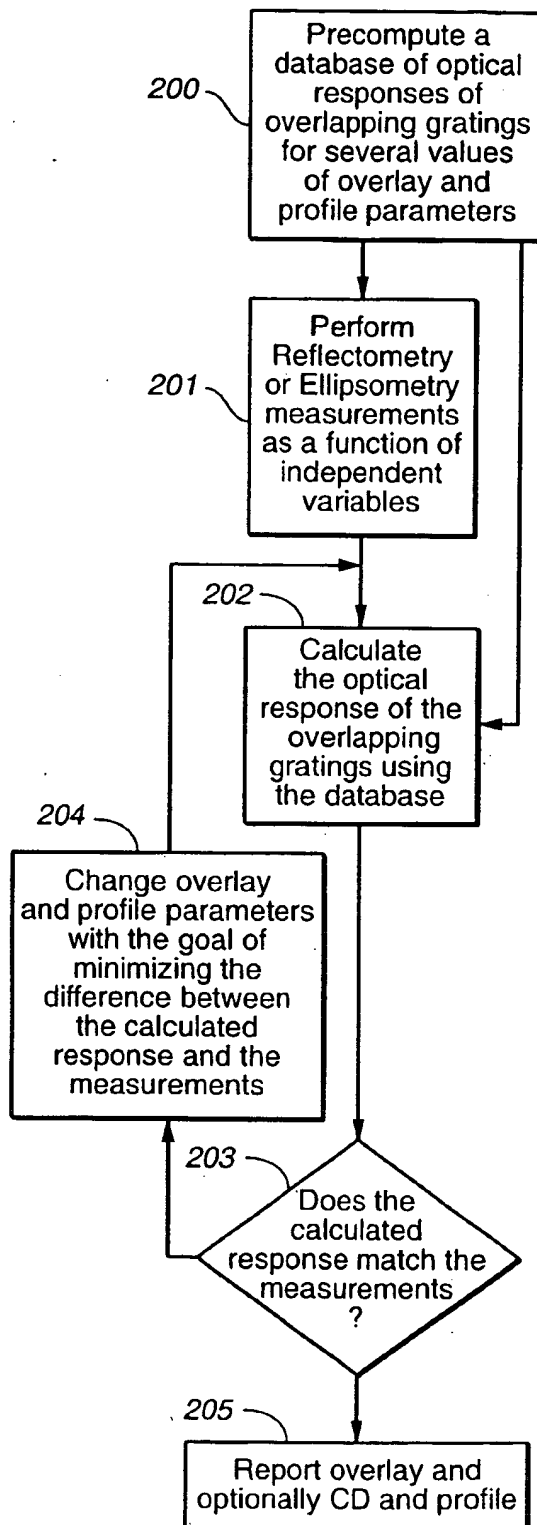 200
Precompute a
database of optical
responses of
overlapping gratings
for several values
of overlay and
profile parameters
201
Perform
Reflectometry
or Ellipsometry
measurements
as a function of
independent
variables
202
Calculate
the optical
response of the
overlapping
gratings using
the database
204
Change overlay
and profile parameters
with the goal of
minimizing the
difference between
the calculated
response and the
measurements
203
Does the
calculated
response match the
measurements
?
205
Report overlay and
optionally CD and profile